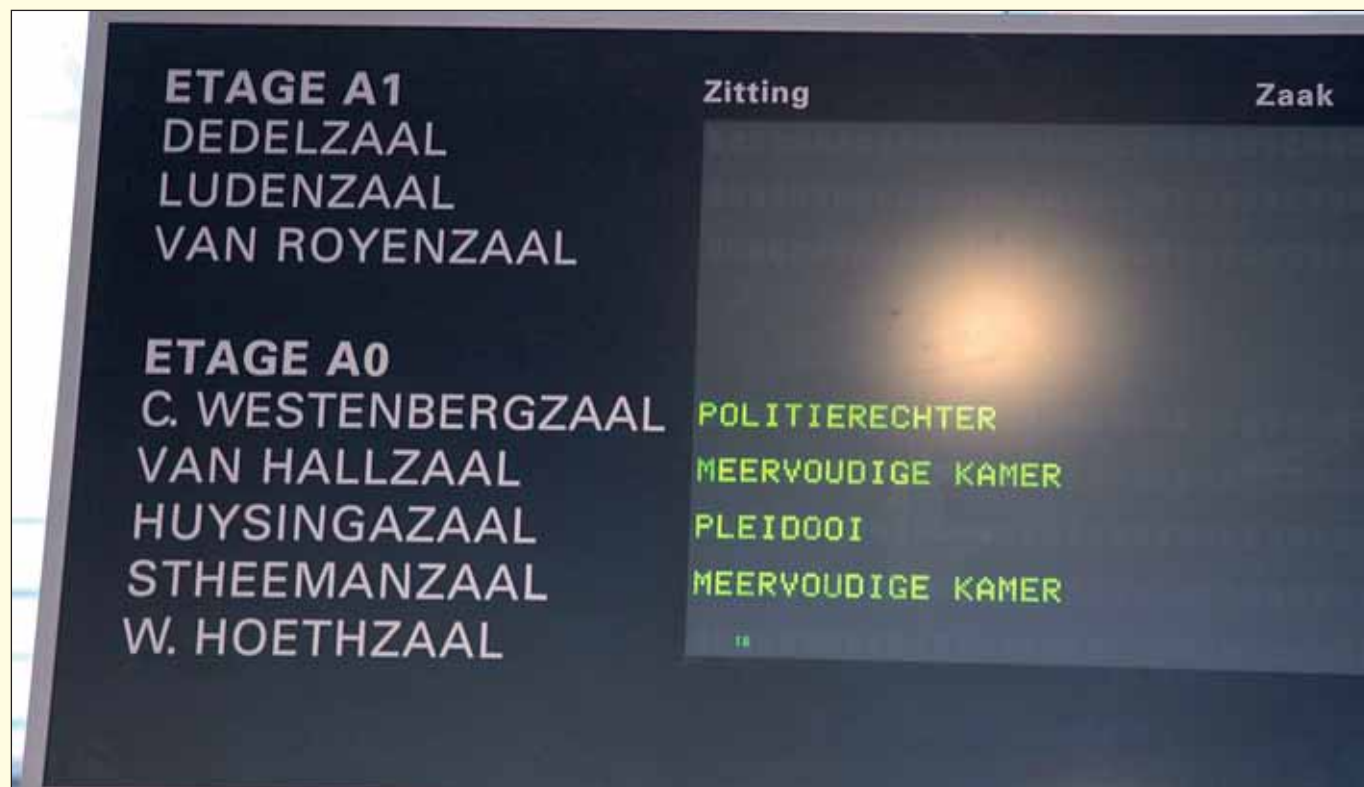 ETAGE A1 Zitting Zaak
DEDELZAAL
LUDENZAAL
VAN ROYENZAAL
ETAGE A0
C. WESTENBERGZAAL POLITIERECHTER
VAN HALLZAAL MEERVOUDIGE KAMER
HUYSINGAZAAL PLEIDOOI
STHEEMANZAAL MEERVOUDIGE KAMER
W. HOETHZAAL